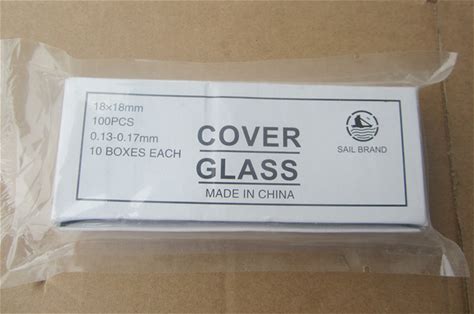 18×18mm
100PCS
0.13-0.17mm
10 BOXES EACH
COVER
GLASS
MADE IN CHINA
SAIL BRAND